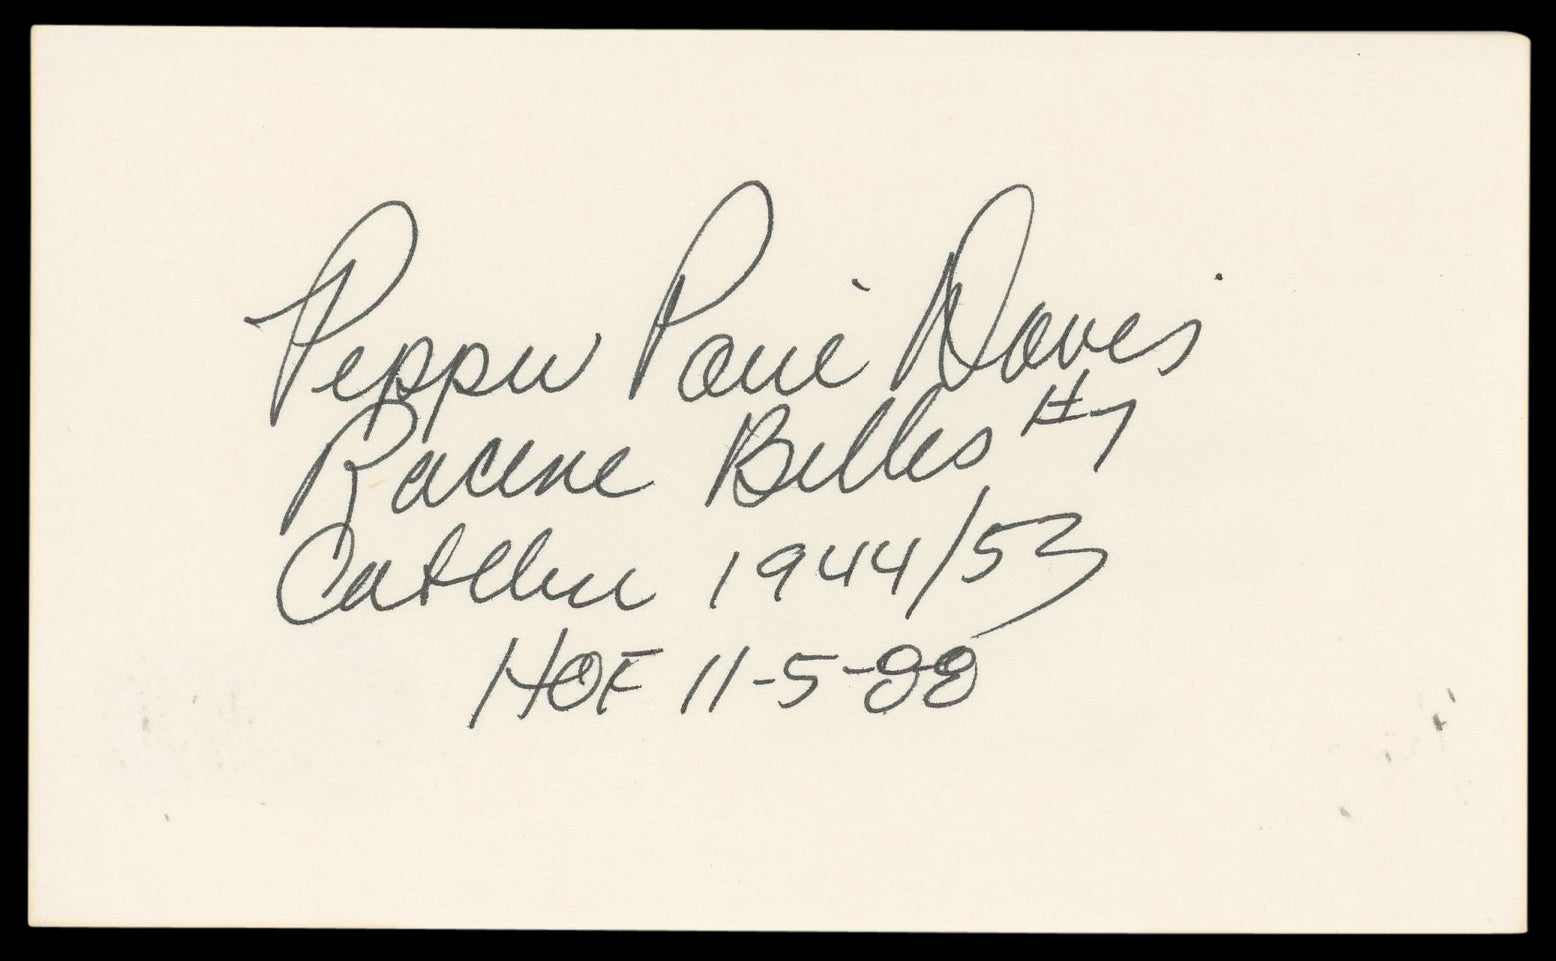 Pepper Paire Davis
Racine Belles #7
Catcher 1944/53
HOF 11-5-88